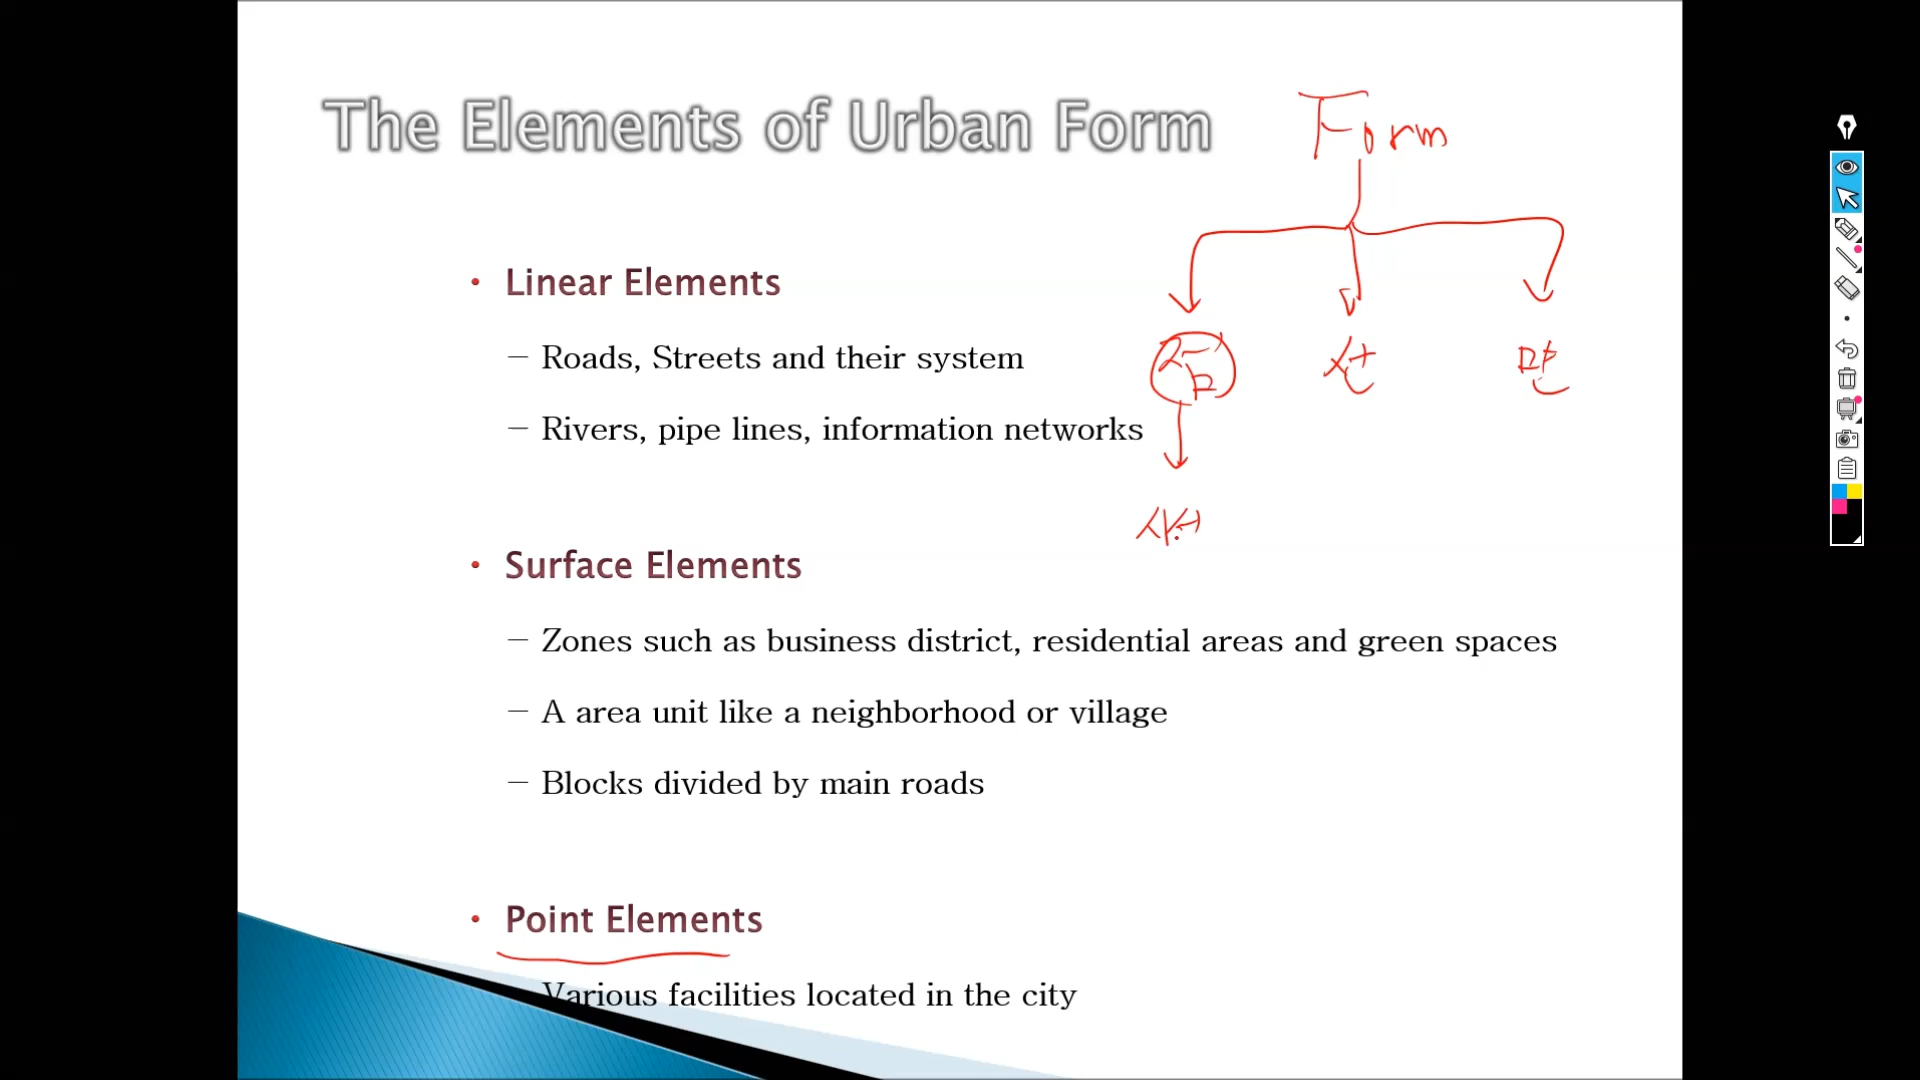 The Elements of Urban Form
Form
• Linear Elements
– Roads, Streets and their system
선
면
– Rivers, pipe lines, information networks
• Surface Elements
– Zones such as business district, residential areas and green spaces
– A area unit like a neighborhood or village
– Blocks divided by main roads
• Point Elements
Various facilities located in the city